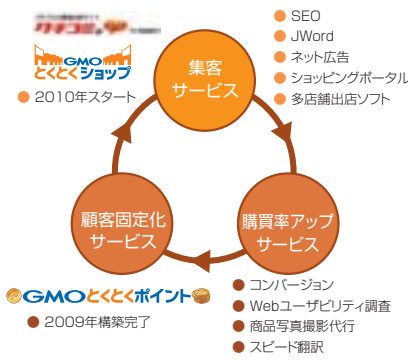 GMO
とくとくショップ
2010年スタート
集客
サービス
SEO
JWord
ネット広告
ショッピングポータル
多店舗出店ソフト
顧客固定化
サービス
購買率アップ
サービス
GMOとくとくポイント
2009年構築完了
コンバージョン
Webユーザビリティ調査
商品写真撮影代行
スピード翻訳